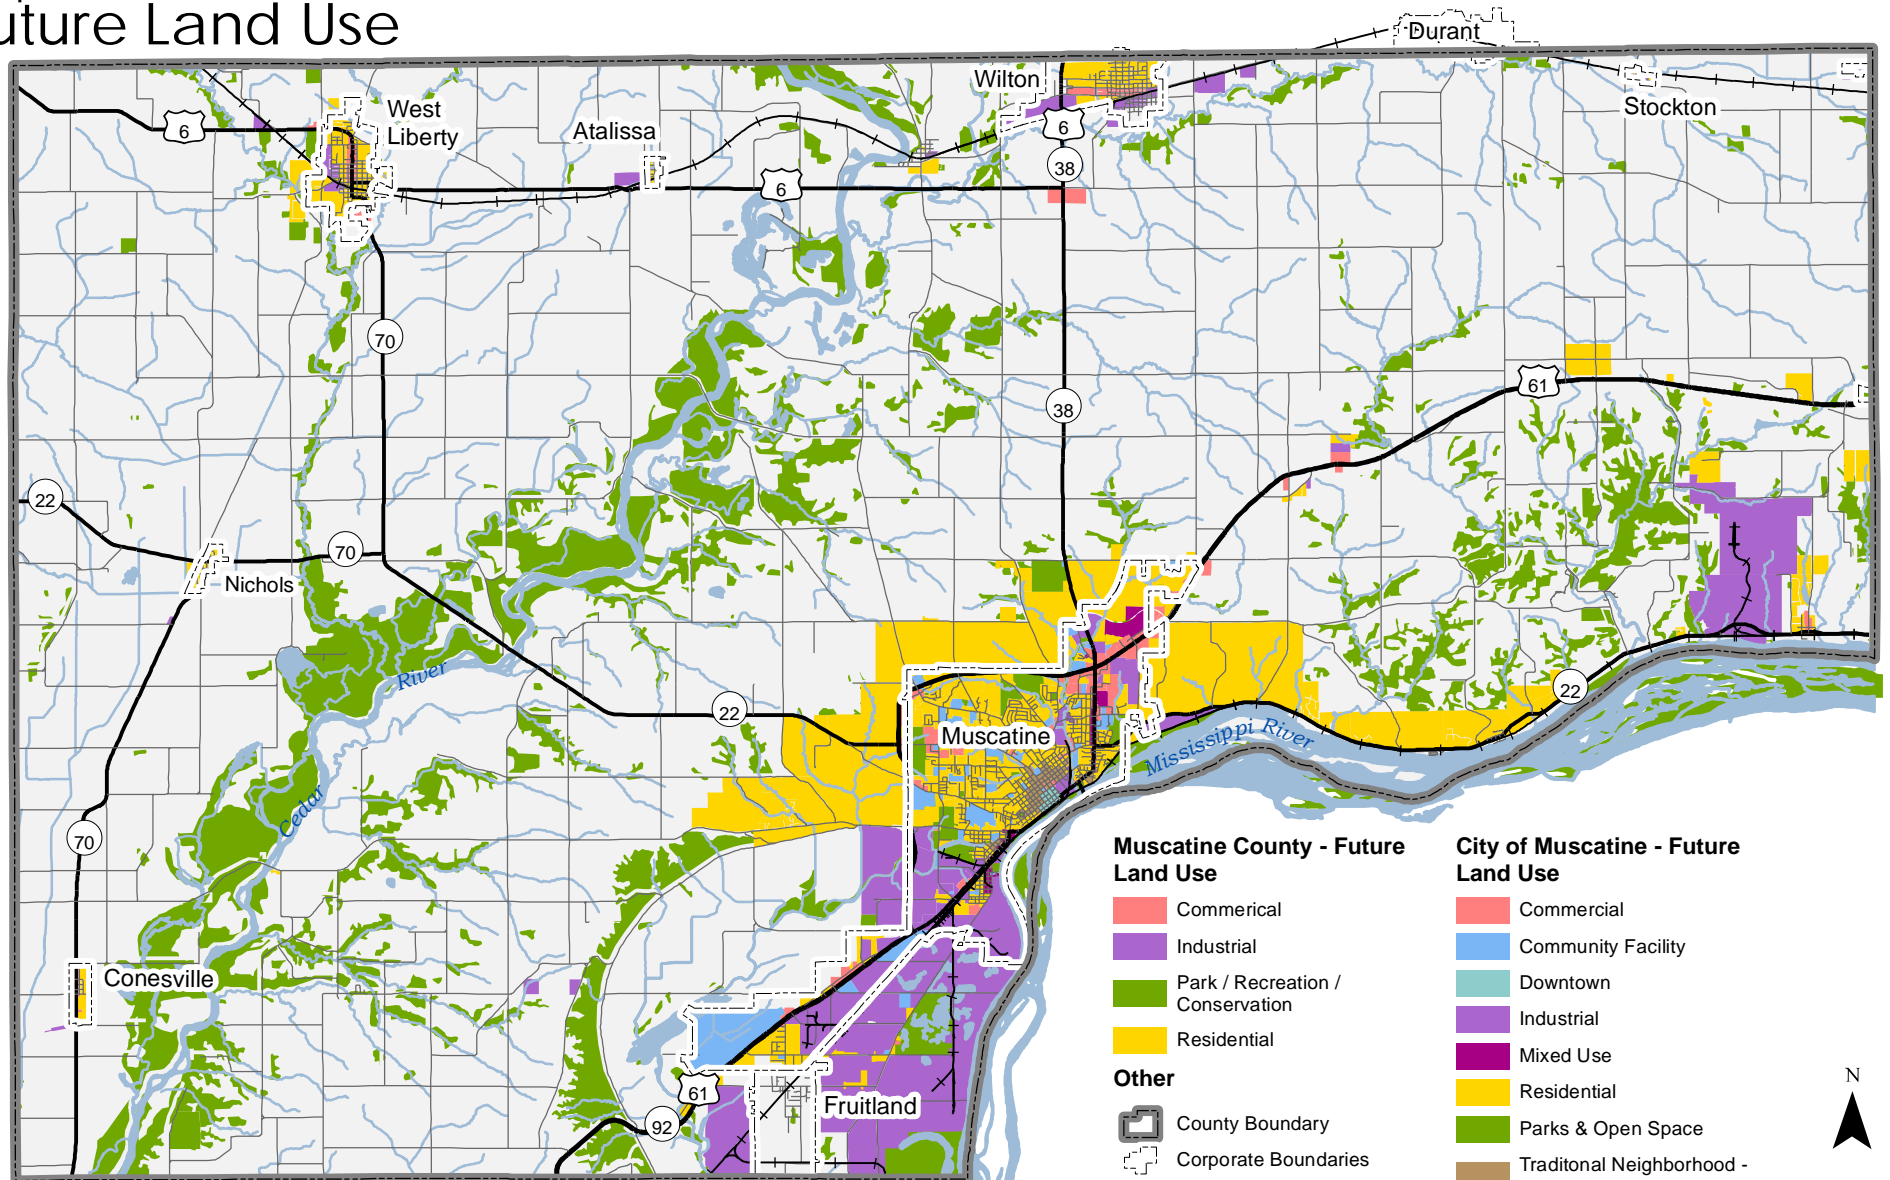 uture Land Use
Durant
Wilton
Stockton
West
Liberty
Atalissa
6
6
6
38
70
38
61
22
70
Nichols
River
22
22
Muscatine
Mississippi River
Cedar
70
Conesville
61
92
Fruitland
Muscatine County - Future
Land Use
Commerical
Industrial
Park / Recreation /
Conservation
Residential
Other
County Boundary
Corporate Boundaries
City of Muscatine - Future
Land Use
Commercial
Community Facility
Downtown
Industrial
Mixed Use
Residential
Parks & Open Space
Traditonal Neighborhood -
N